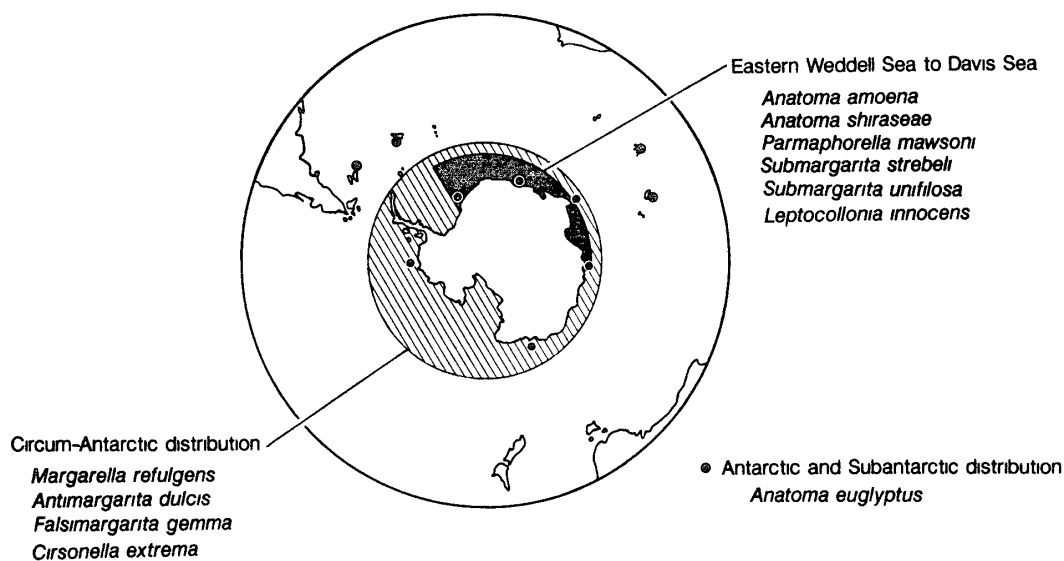 Eastern Weddell Sea to Davis Sea
Anatoma amoena
Anatoma shiraseae
Parmaphorella mawsoni
Submargarita strebeli
Submargarita unifilosa
Leptocollonia innocens
Circum-Antarctic distribution
Margarella refulgens
Antimargarita dulcis
Falsimargarita gemma
Cirsonella extrema
Antarctic and Subantarctic distribution
Anatoma euglyptus